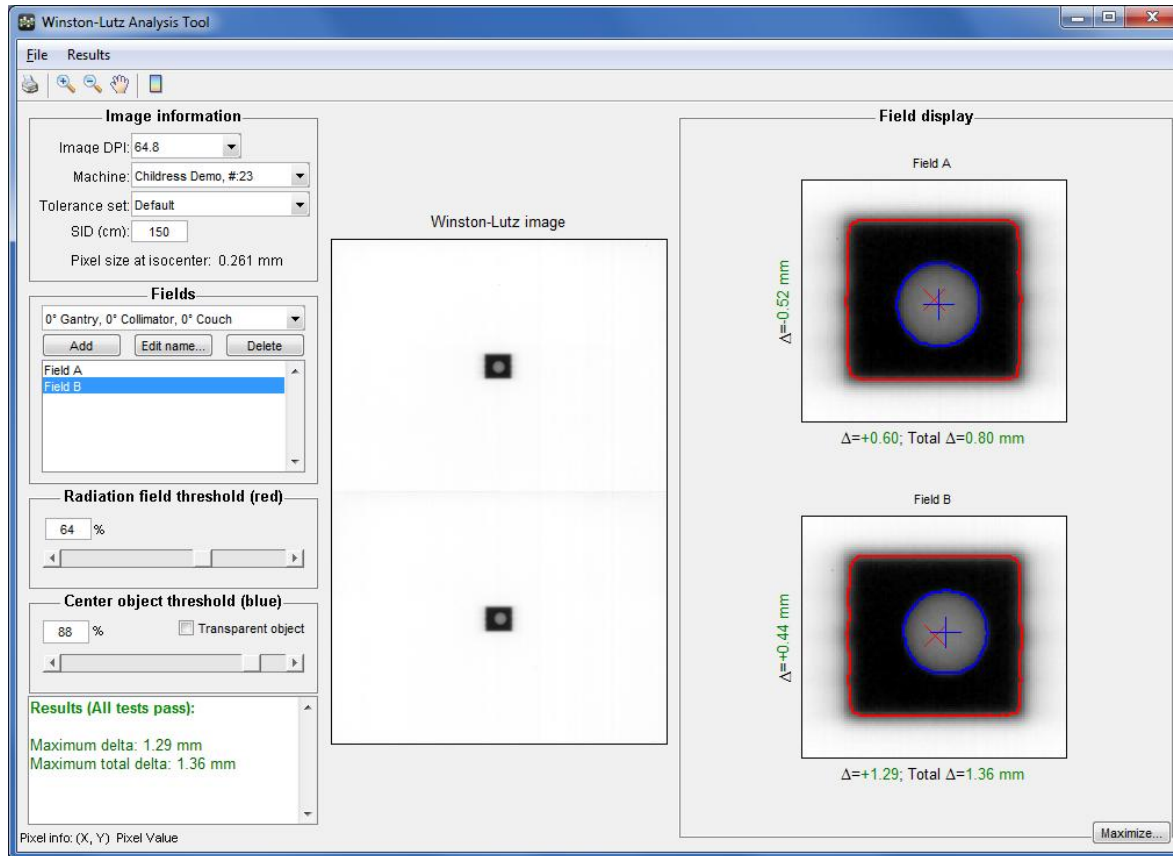 Winston-Lutz Analysis Tool
File Results
Image information
Image DPI: 64.8
Machine: Childress Demo, #:23
Tolerance set: Default
SID (cm): 150
Pixel size at isocenter: 0.261 mm
Fields
0° Gantry, 0° Collimator, 0° Couch
Add Edit name... Delete
Field A
Field B
Radiation field threshold (red)
64 %
Center object threshold (blue)
88 % Transparent object
Results (All tests pass):
Maximum delta: 1.29 mm
Maximum total delta: 1.36 mm
Pixel info: (X, Y) Pixel Value
Winston-Lutz image
Field display
Field A
Δ=-0.52 mm
Δ=+0.60; Total Δ=0.80 mm
Field B
Δ=+0.44 mm
Δ=+1.29; Total Δ=1.36 mm
Maximize...